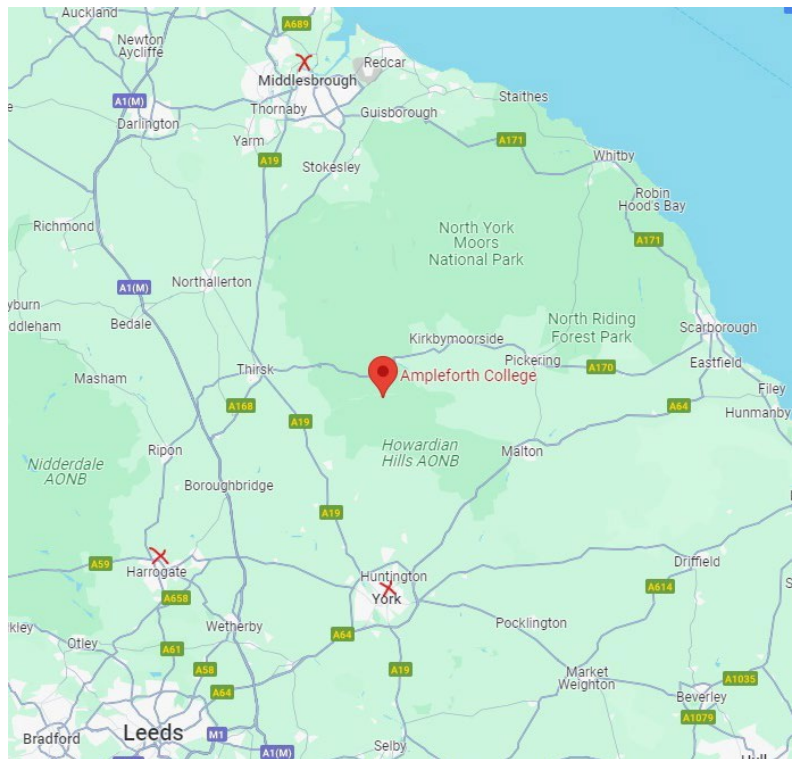 Auckland
A689
Newton
Aycliffe
Redcar
Middlesbrough
A1(M)
Darlington
Thornaby
Guisborough
Staithes
Yarm
A19
Stokesley
A171
Whitby
Robin
Hood's Bay
Richmond
North York
Moors
National Park
A171
A1(M)
Northallerton
yburn
ddleham
Bedale
North Riding
Forest Park
Scarborough
Kirkbymoorside
Pickering
A170
Eastfield
Thirsk
Ampleforth College
Masham
Filey
A168
A64
Hunmanby
A19
Howardian
Hills AONB
Malton
Ripon
Nidderdale
AONB
Boroughbridge
A19
A59
Harrogate
Huntington
York
Driffield
A658
A614
Wetherby
A64
Pocklington
lkley
Otley
A61
A58
A19
A64
Market
Weighton
A1035
Beverley
A1079
Leeds
M1
Bradford
A1(M)
Selby